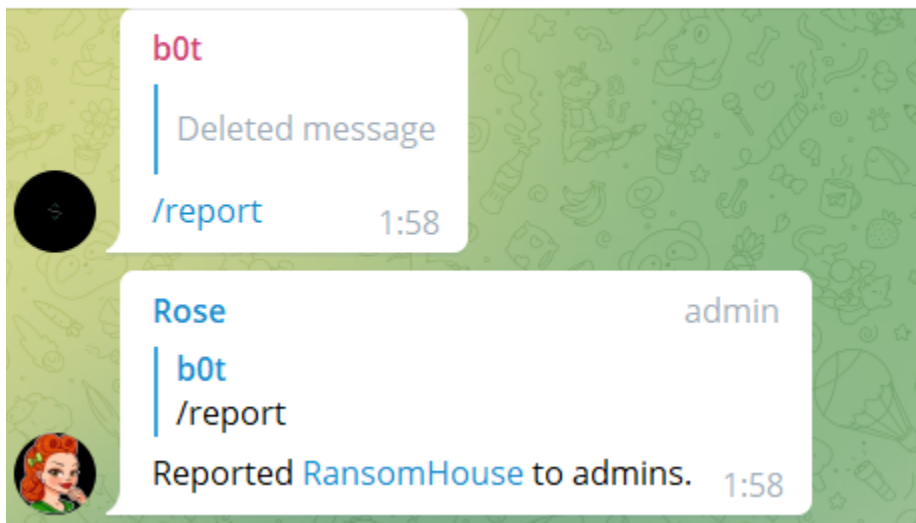 b0t
Deleted message
/report 1:58
Rose admin
b0t
/report
Reported RansomHouse to admins. 1:58